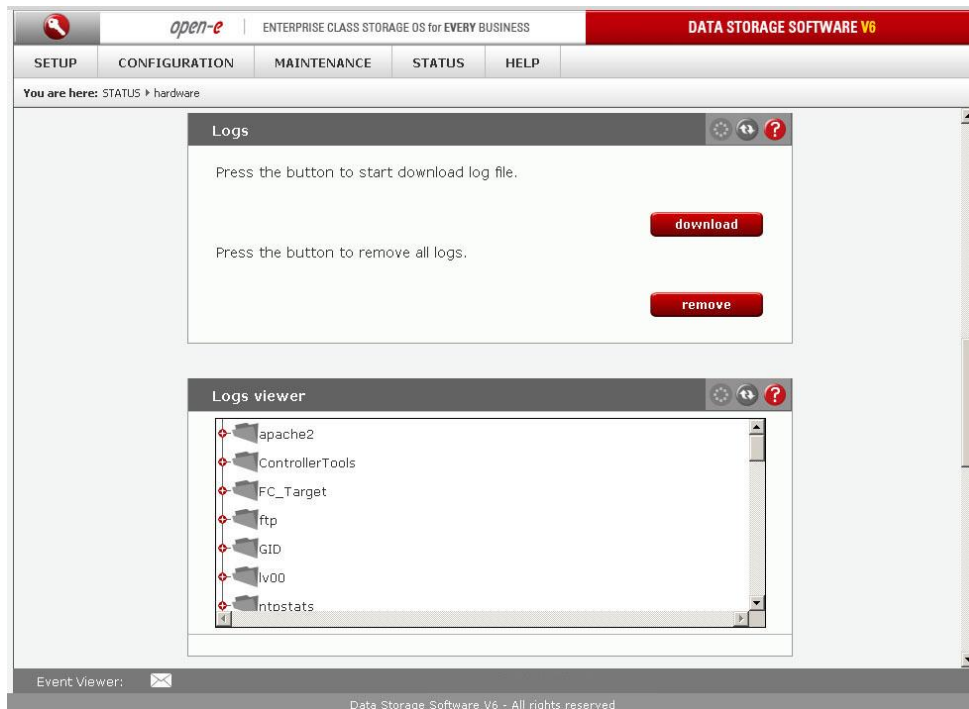 open-e ENTERPRISE CLASS STORAGE OS for EVERY BUSINESS DATA STORAGE SOFTWARE V6
SETUP CONFIGURATION MAINTENANCE STATUS HELP
You are here: STATUS hardware
Logs
?
Press the button to start download log file.
download
Press the button to remove all logs.
remove
Logs viewer
?
apache2
ControllerTools
FC_Target
ftp
GID
lv00
ntpstats
Event Viewer:
Data Storage Software V6 - All rights reserved